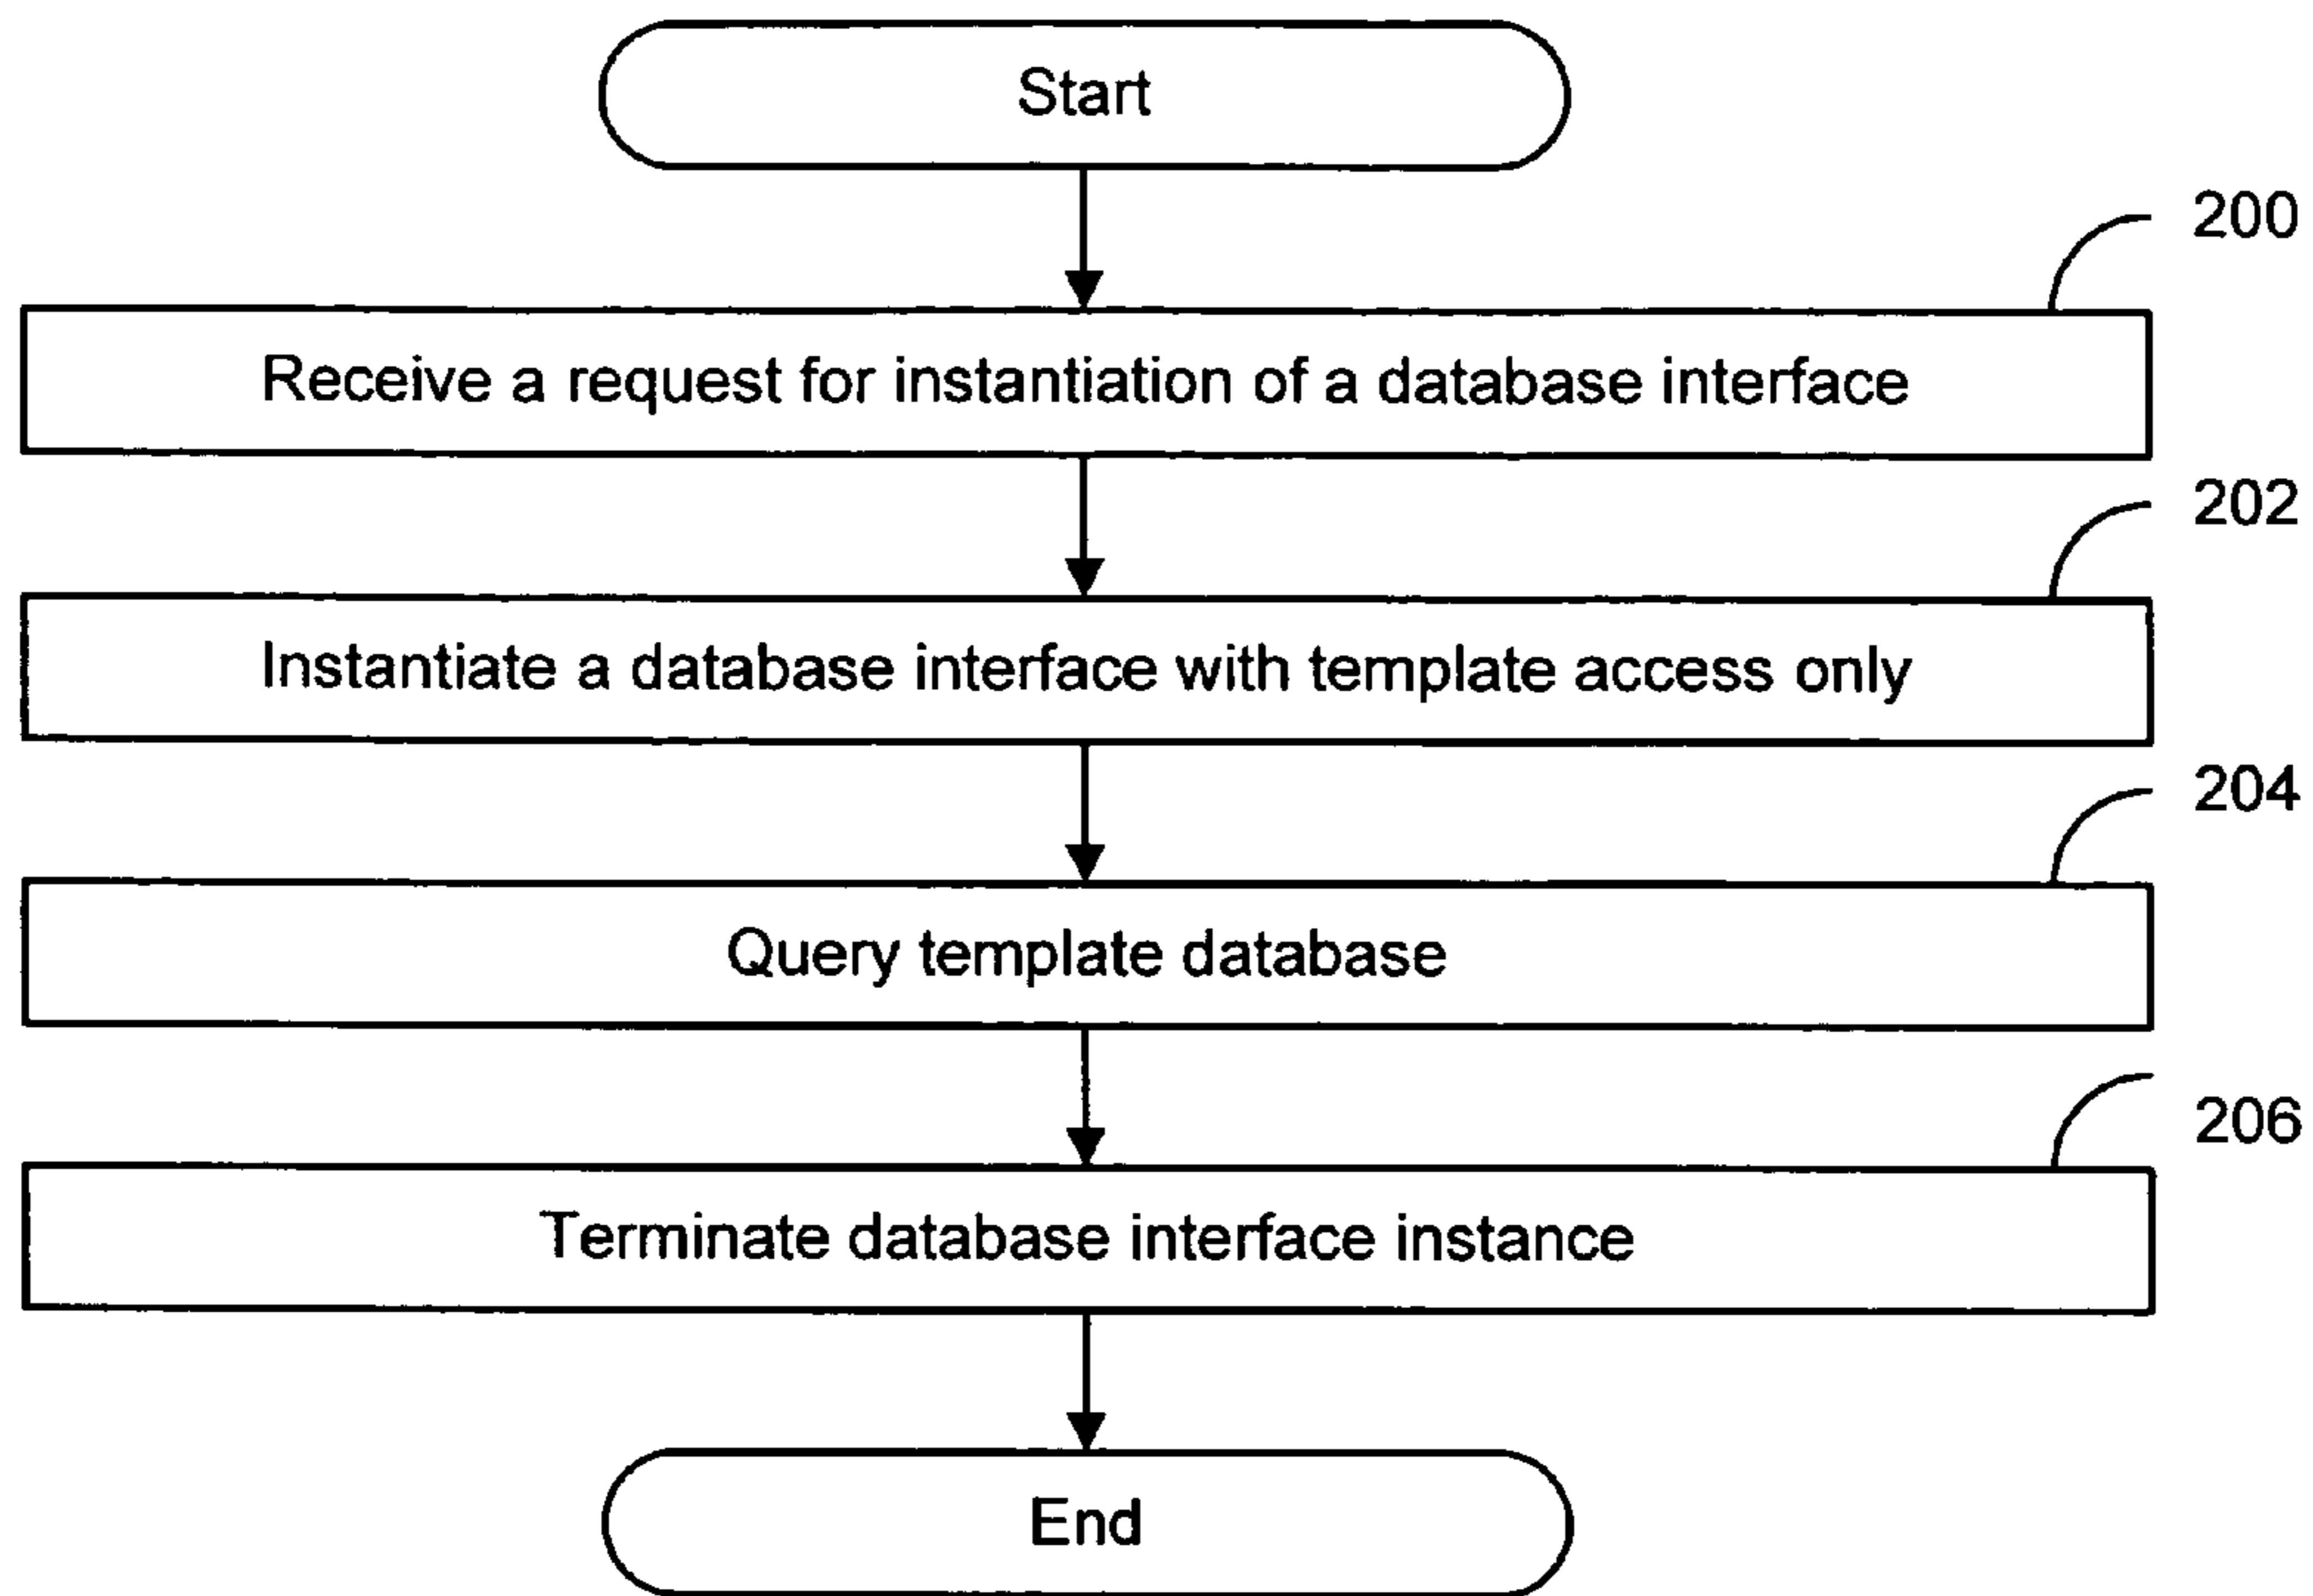 Start
200
Receive a request for instantiation of a database interface
202
Instantiate a database interface with template access only
204
Query template database
206
Terminate database interface instance
End